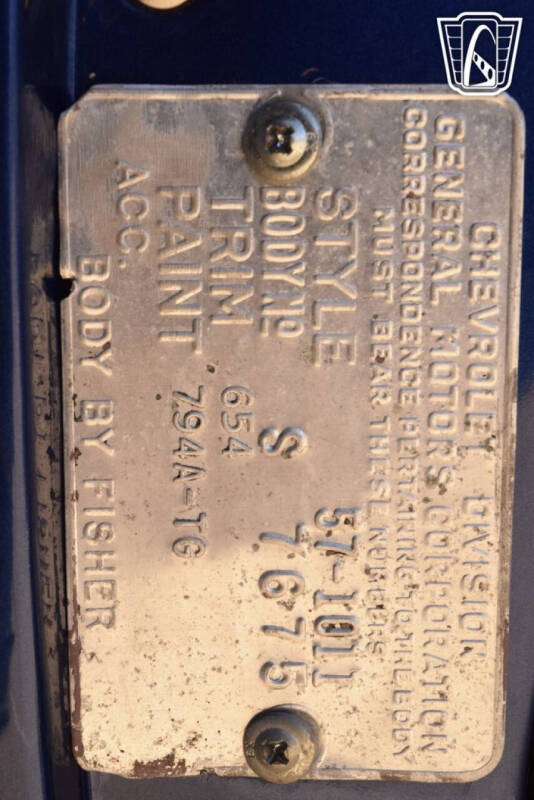 CHEVROLET DIVISION
GENERAL MOTORS CORPORATION
CORRESPONDENCE PERTAINING TO THE BODY
MUST BEAR THESE NUMBERS
STYLE 57-1011
BODY Nº S 7675
TRIM 654
PAINT 794A-TG
ACC.
BODY BY FISHER